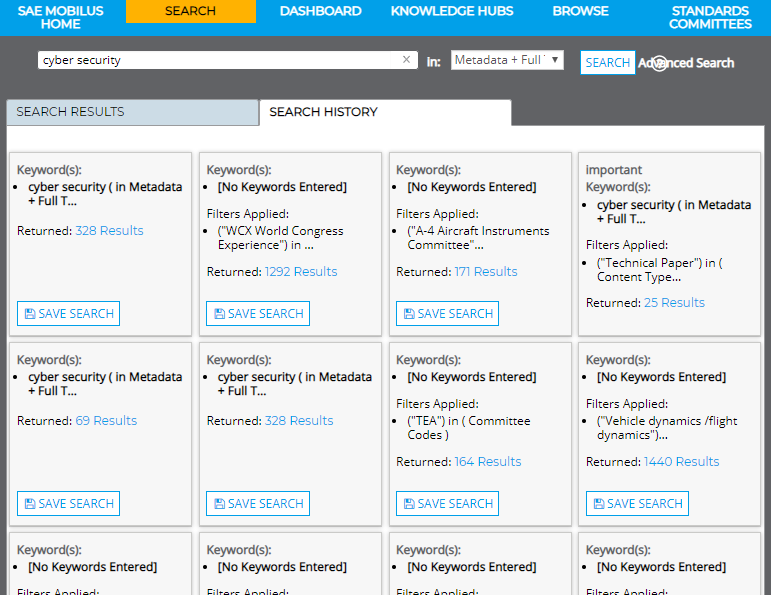 SAE MOBILUS
HOME
SEARCH
DASHBOARD
KNOWLEDGE HUBS
BROWSE
STANDARDS
COMMITTEES
cyber security
in:
Metadata + Full
SEARCH
Advanced Search
SEARCH RESULTS
SEARCH HISTORY
Keyword(s):
cyber security ( in Metadata
+ Full T...
Returned: 328 Results
SAVE SEARCH
Keyword(s):
[No Keywords Entered]
Filters Applied:
("WCX World Congress
Experience") in ...
Returned: 1292 Results
SAVE SEARCH
Keyword(s):
[No Keywords Entered]
Filters Applied:
("A-4 Aircraft Instruments
Committee"...
Returned: 171 Results
SAVE SEARCH
important
Keyword(s):
cyber security ( in Metadata
+ Full T...
Filters Applied:
("Technical Paper") in (
Content Type...
Returned: 25 Results
Keyword(s):
cyber security ( in Metadata
+ Full T...
Returned: 69 Results
SAVE SEARCH
Keyword(s):
cyber security ( in Metadata
+ Full T...
Returned: 328 Results
SAVE SEARCH
Keyword(s):
[No Keywords Entered]
Filters Applied:
("TEA") in ( Committee
Codes )
Returned: 164 Results
SAVE SEARCH
Keyword(s):
[No Keywords Entered]
Filters Applied:
("Vehicle dynamics /flight
dynamics")...
Returned: 1440 Results
SAVE SEARCH
Keyword(s):
[No Keywords Entered]
Filters Applied:
Keyword(s):
[No Keywords Entered]
Filters Applied:
Keyword(s):
[No Keywords Entered]
Filters Applied:
Keyword(s):
[No Keywords Entered]
Filters Applied: